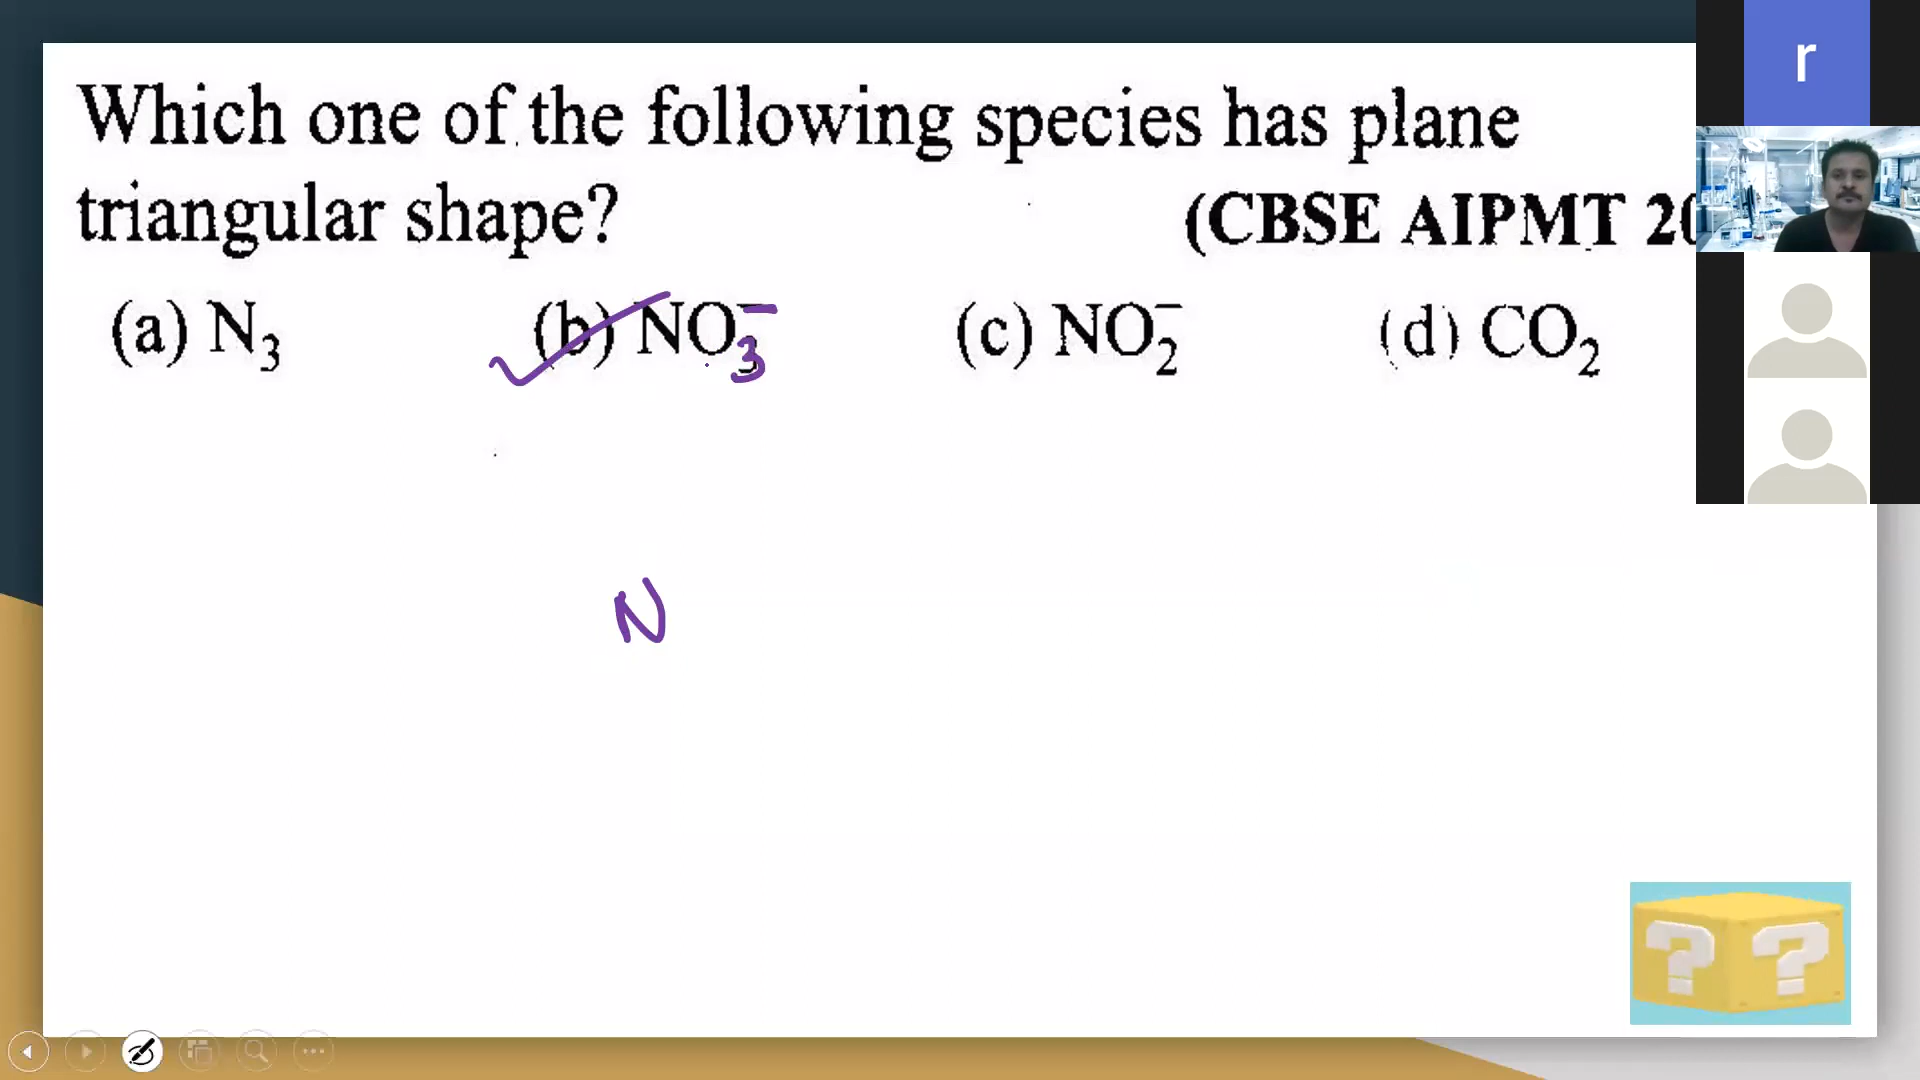 Which one of the following species has plane
triangular shape? (CBSE AIPMT 20
(a) N₃ (b) NO₃⁻ (c) NO₂⁻ (d) CO₂
N
r
? ?